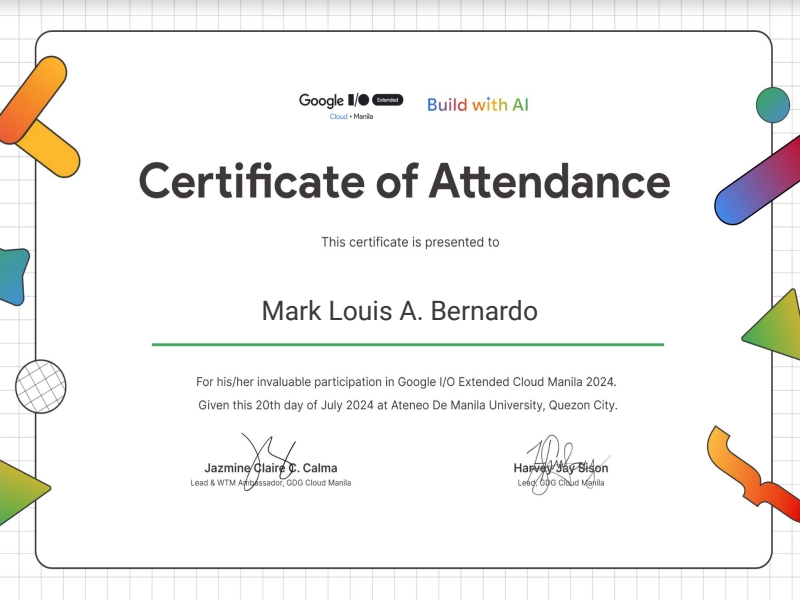 Google I/O Extended
Cloud • Manila
Build with AI
Certificate of Attendance
This certificate is presented to
Mark Louis A. Bernardo
For his/her invaluable participation in Google I/O Extended Cloud Manila 2024.
Given this 20th day of July 2024 at Ateneo De Manila University, Quezon City.
Jazmine Claire C. Calma
Lead & WTM Ambassador, GDG Cloud Manila
Harvey Jay Sison
Lead, GDG Cloud Manila